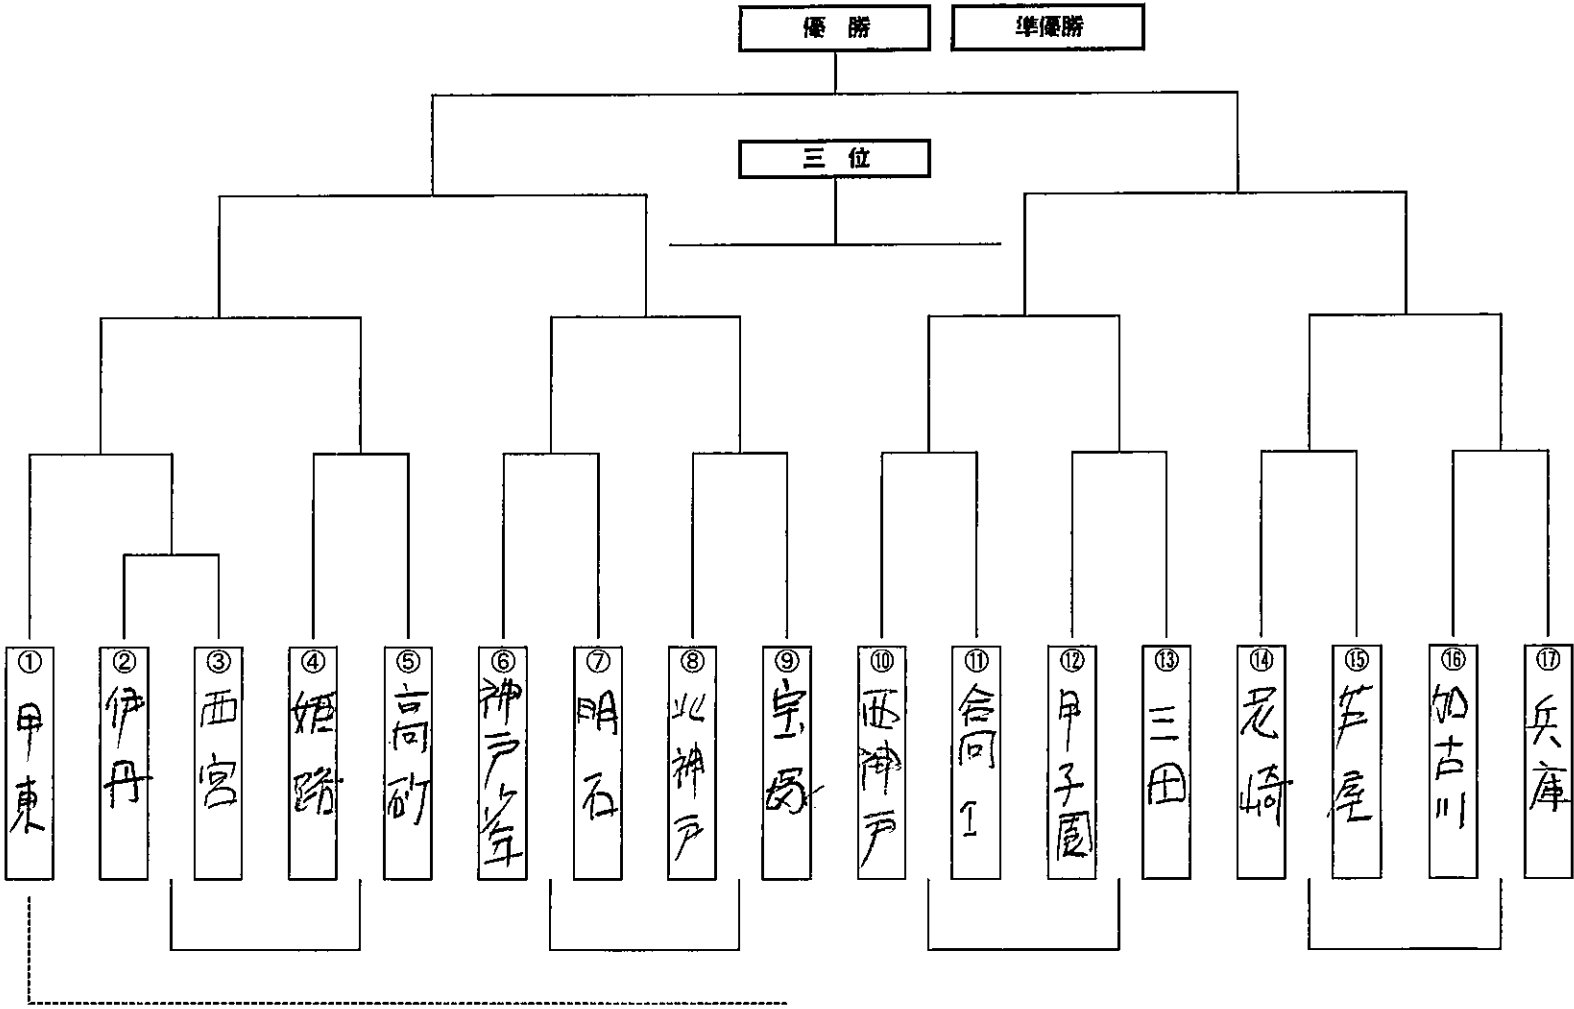 優勝
準優勝
三位
① 甲東
② 伊丹
③ 西宮
④ 姫路
⑤ 高砂
⑥ 神戸少年
⑦ 明石
⑧ 北神戸
⑨ 宝塚
⑩ 西神戸
⑪ 合同I
⑫ 甲子園
⑬ 三田
⑭ 尼崎
⑮ 芦屋
⑯ 加古川
⑰ 兵庫